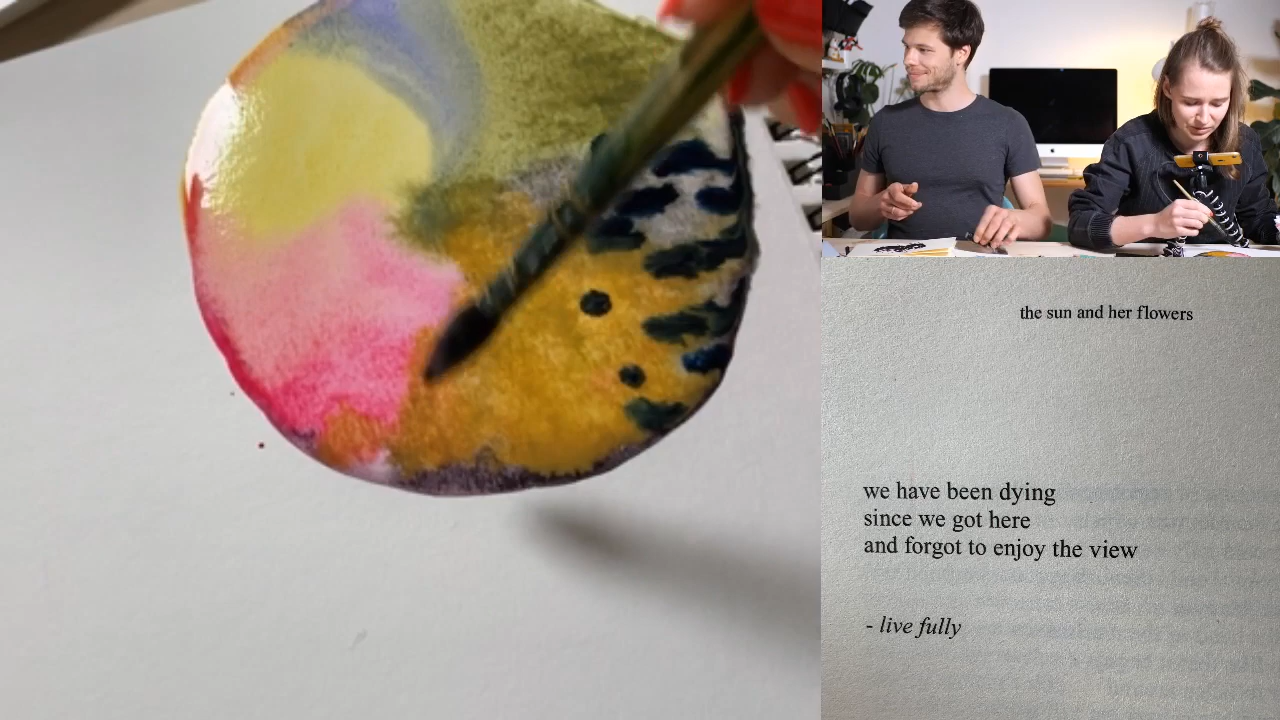 the sun and her flowers
we have been dying
since we got here
and forgot to enjoy the view
- live fully